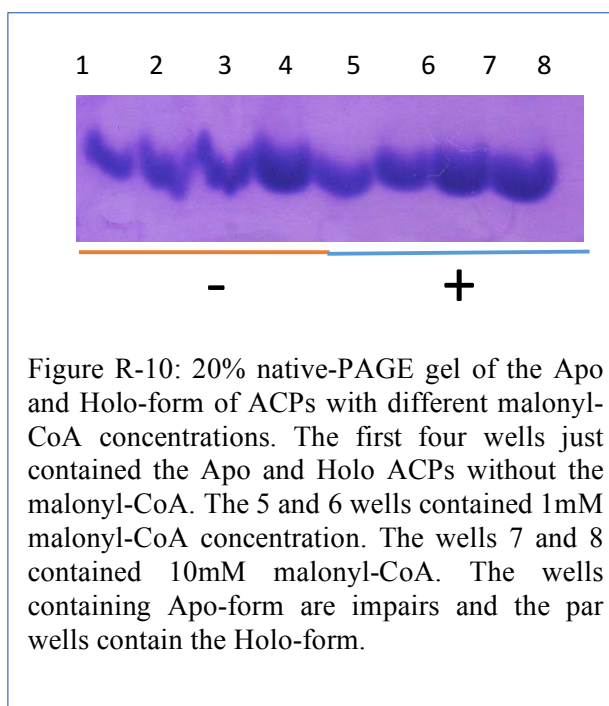 1 2 3 4 5 6 7 8
- +
Figure R-10: 20% native-PAGE gel of the Apo
and Holo-form of ACPs with different malonyl-
CoA concentrations. The first four wells just
contained the Apo and Holo ACPs without the
malonyl-CoA. The 5 and 6 wells contained 1mM
malonyl-CoA concentration. The wells 7 and 8
contained 10mM malonyl-CoA. The wells
containing Apo-form are impairs and the par
wells contain the Holo-form.